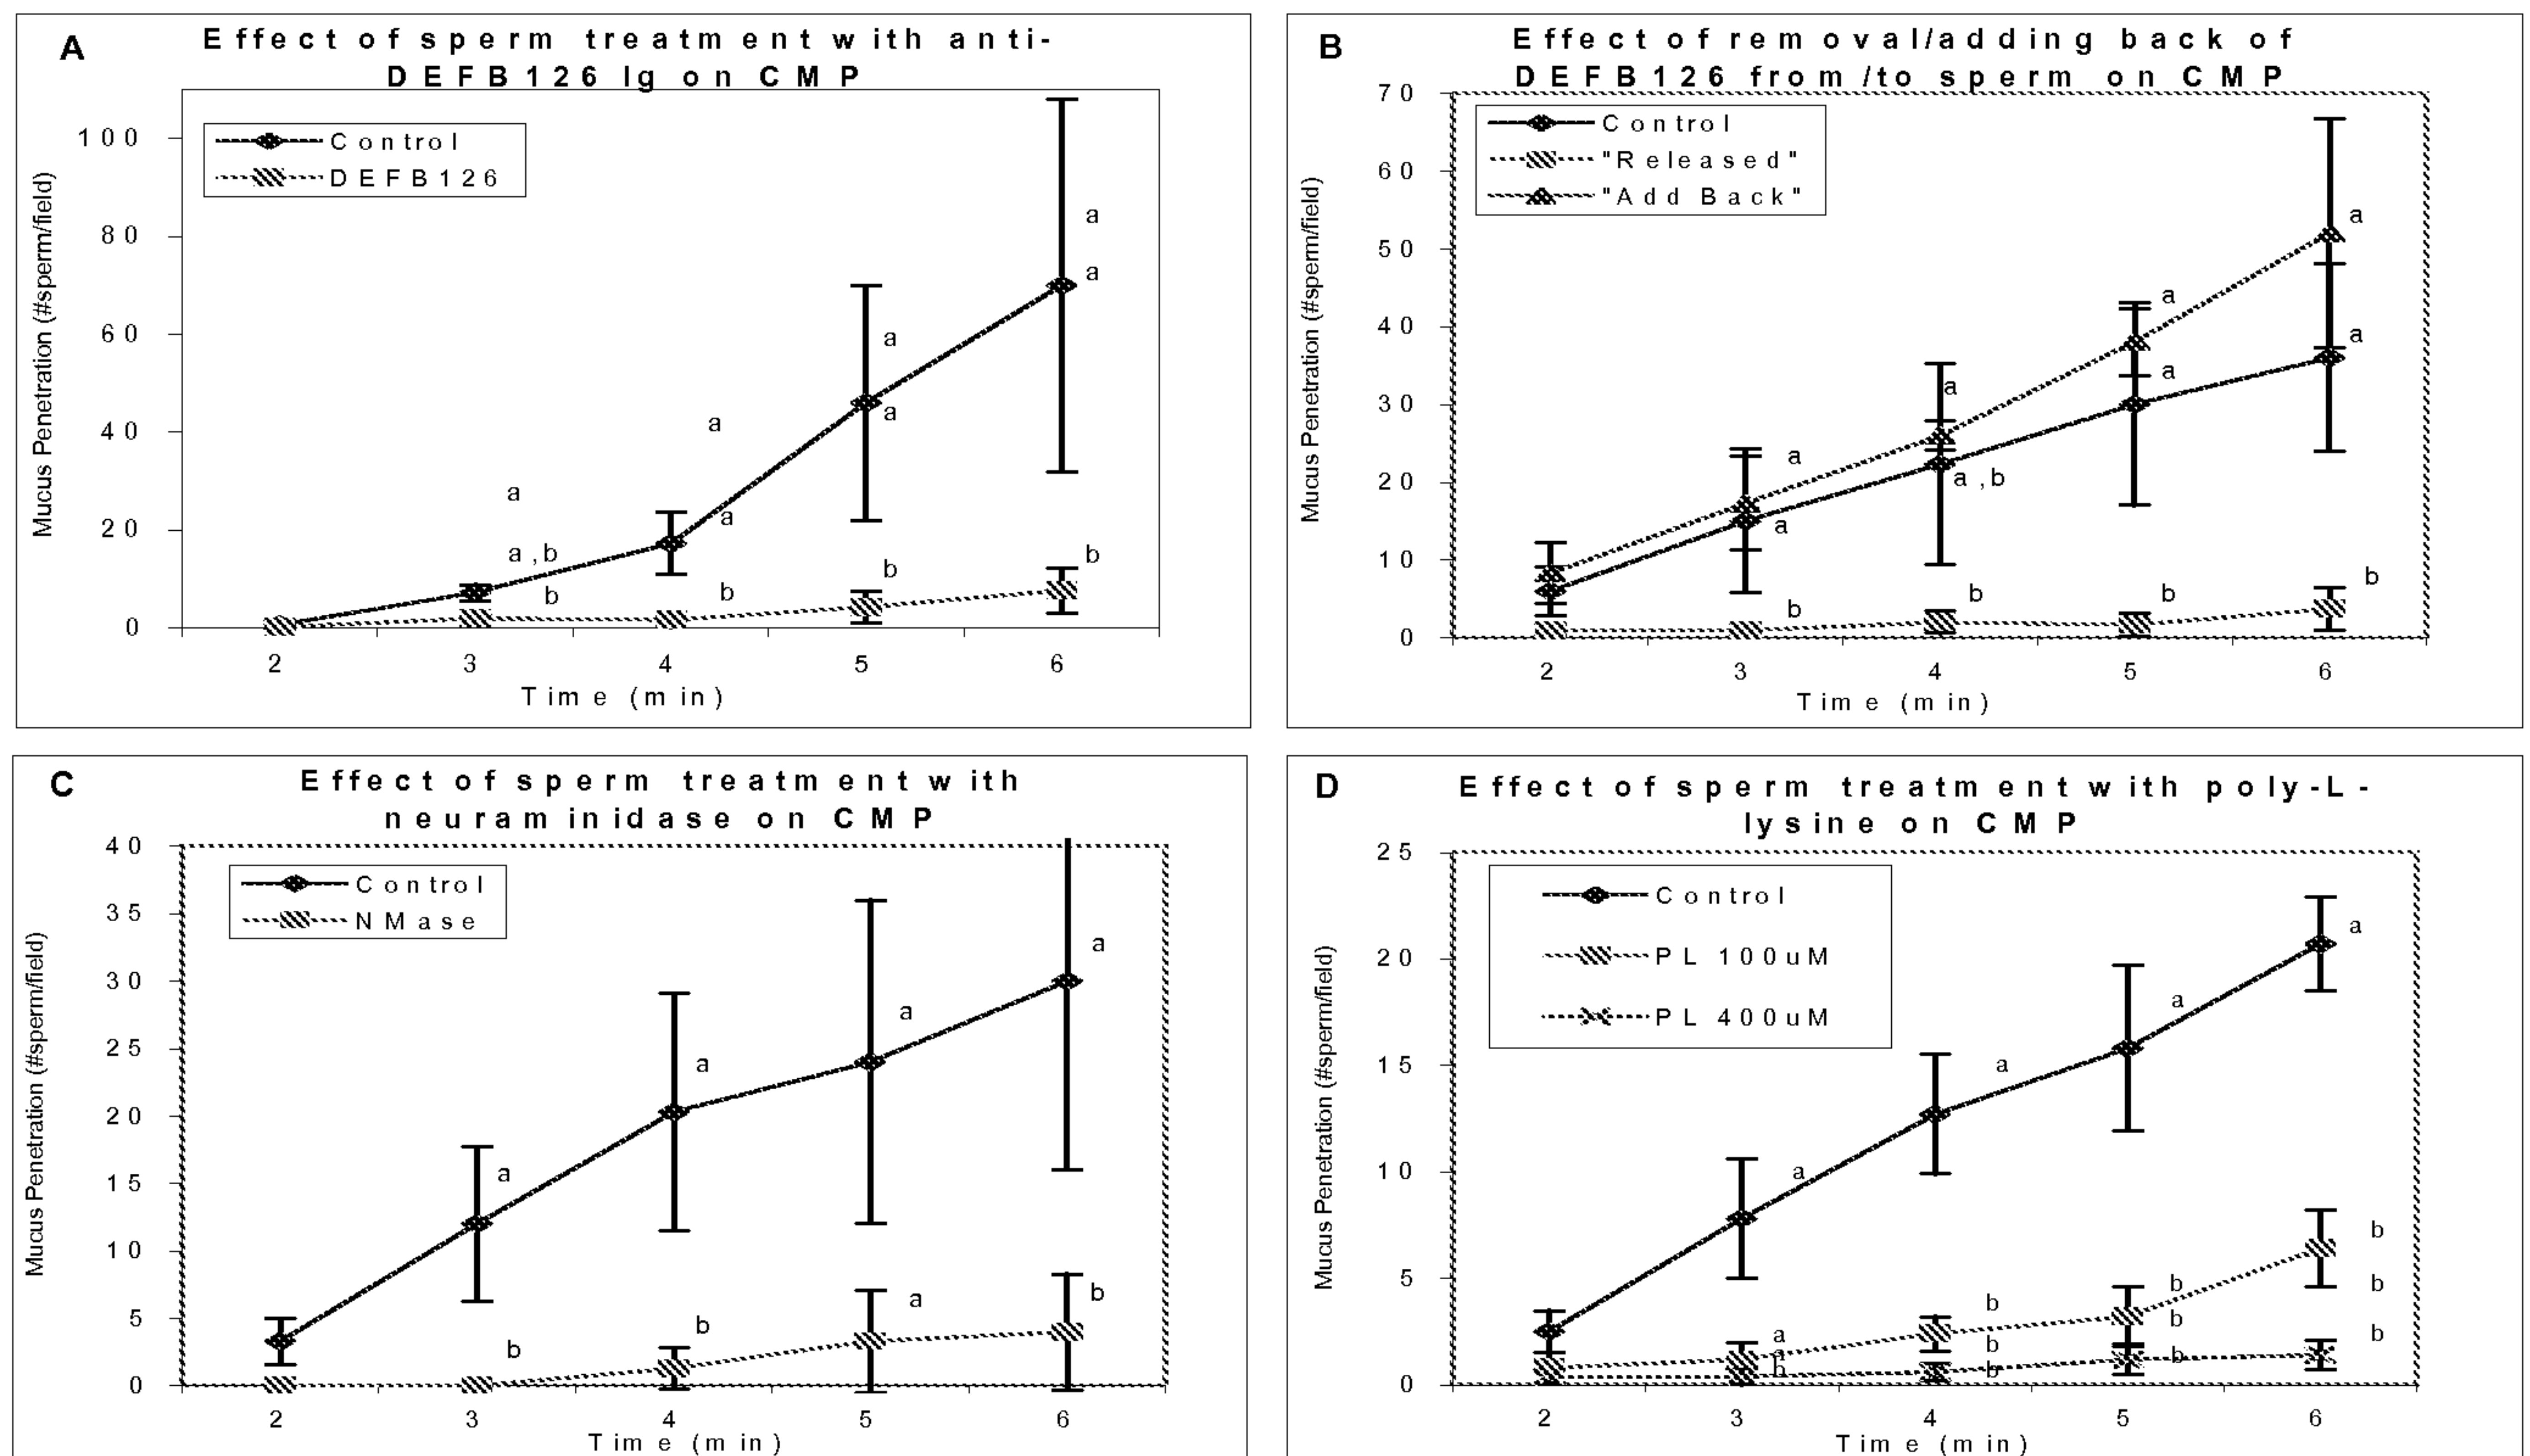 A
Effect of sperm treatment with anti-
DEFB126 Ig on CMP
Mucus Penetration (#sperm/field)
100
80
60
40
20
0
Control
DEFB126
a
a
a
a
a
a
a
a,b
b
b
b
b
2
3
4
5
6
Time (min)
B
Effect of removal/adding back of
DEFB126 from/to sperm on CMP
Mucus Penetration (#sperm/field)
70
60
50
40
30
20
10
0
Control
"Released"
"Add Back"
a
a
a
a
a
a
a,b
a
b
b
b
b
2
3
4
5
6
Time (min)
C
Effect of sperm treatment with
neuraminidase on CMP
Mucus Penetration (#sperm/field)
40
35
30
25
20
15
10
5
0
Control
NMase
a
a
a
a
b
a
b
b
2
3
4
5
6
Time (min)
D
Effect of sperm treatment with poly-L-
lysine on CMP
Mucus Penetration (#sperm/field)
25
20
15
10
5
0
Control
PL 100uM
PL 400uM
a
a
a
a
b
b
b
b
b
a
b
a
b
b
b
b
2
3
4
5
6
Time (min)